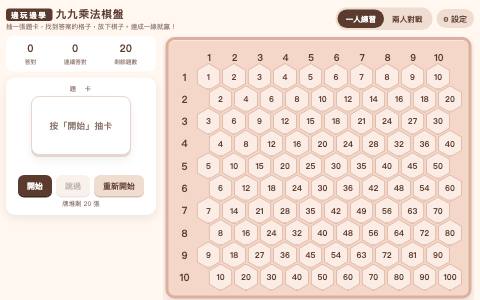 邊玩邊學 九九乘法棋盤
抽一張題卡，找到答案的格子，放下棋子。連成一線就贏！
一人練習 兩人對戰 設定
0 0 20
答對 連續答對 剩餘題數
題 卡
按「開始」抽卡
開始 跳過 重新開始
牌堆剩 20 張
1 2 3 4 5 6 7 8 9 10
1 1 2 3 4 5 6 7 8 9 10
2 2 4 6 8 10 12 14 16 18 20
3 3 6 9 12 15 18 21 24 27 30
4 4 8 12 16 20 24 28 32 36 40
5 5 10 15 20 25 30 35 40 45 50
6 6 12 18 24 30 36 42 48 54 60
7 7 14 21 28 35 42 49 56 63 70
8 8 16 24 32 40 48 56 64 72 80
9 9 18 27 36 45 54 63 72 81 90
10 10 20 30 40 50 60 70 80 90 100